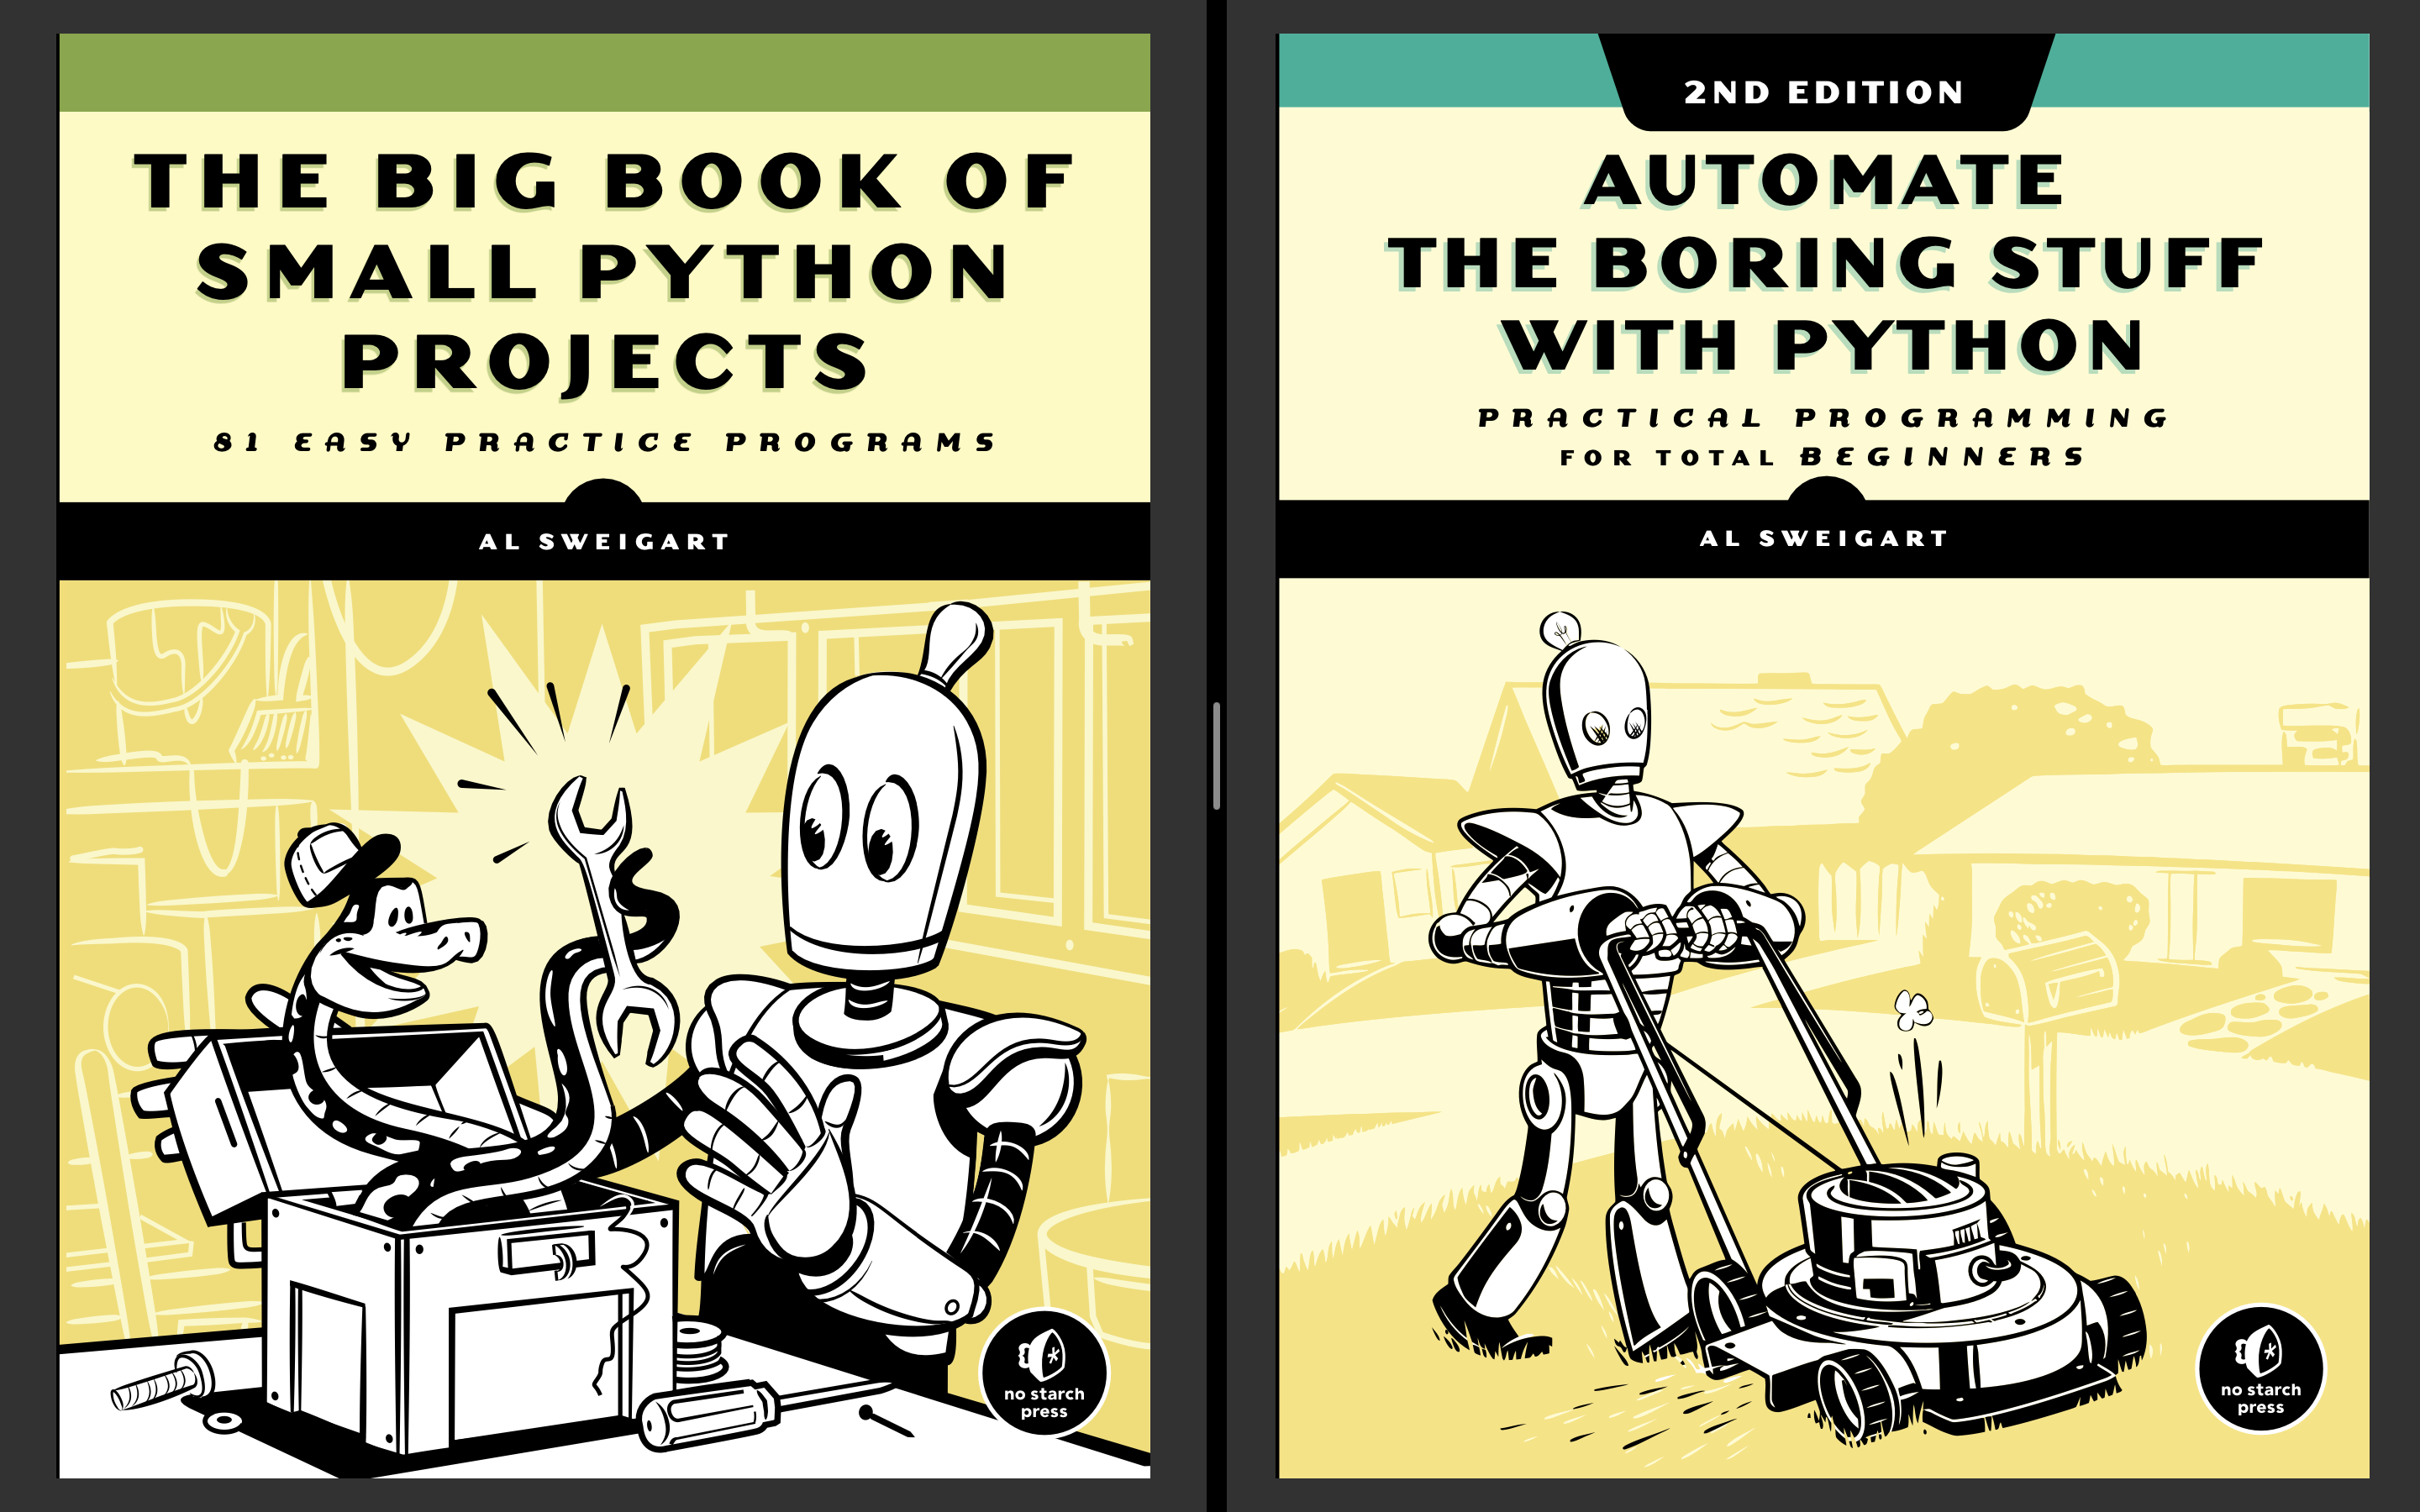 THE BIG BOOK OF
SMALL PYTHON
PROJECTS
81 EASY PRACTICE PROGRAMS
AL SWEIGART
no starch
press
2ND EDITION
AUTOMATE
THE BORING STUFF
WITH PYTHON
PRACTICAL PROGRAMMING
FOR TOTAL BEGINNERS
AL SWEIGART
no starch
press